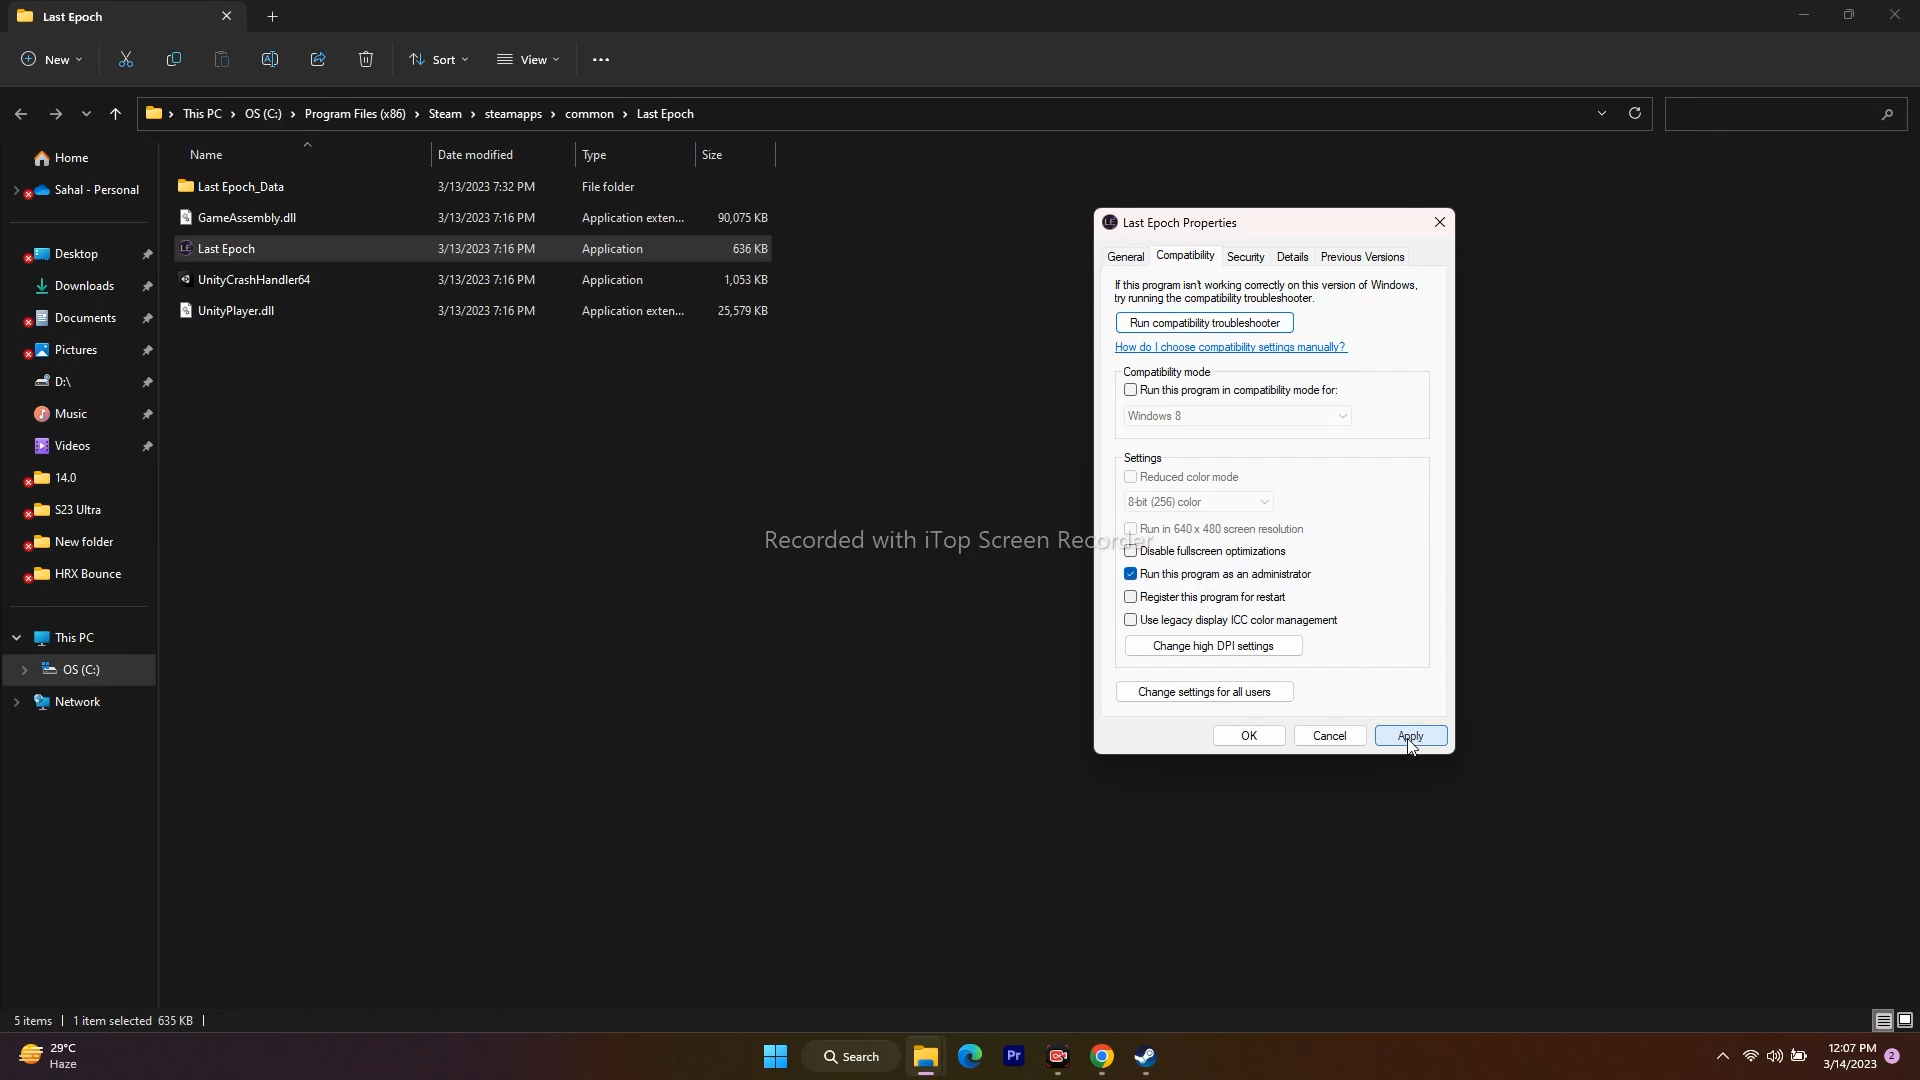 Last Epoch
New
Sort
View
This PC
OS (C:)
Program Files (x86)
Steam
steamapps
common
Last Epoch
Home
Sahal - Personal
Desktop
Downloads
Documents
Pictures
D:\
Music
Videos
14.0
S23 Ultra
New folder
HRX Bounce
This PC
OS (C:)
Network
Name Date modified Type Size
Last Epoch_Data 3/13/2023 7:32 PM File folder
GameAssembly.dll 3/13/2023 7:16 PM Application exten... 90,075 KB
Last Epoch 3/13/2023 7:16 PM Application 636 KB
UnityCrashHandler64 3/13/2023 7:16 PM Application 1,053 KB
UnityPlayer.dll 3/13/2023 7:16 PM Application exten... 25,579 KB
Recorded with iTop Screen Recorder
LE Last Epoch Properties
General Compatibility Security Details Previous Versions
If this program isn't working correctly on this version of Windows,
try running the compatibility troubleshooter.
Run compatibility troubleshooter
How do I choose compatibility settings manually?
Compatibility mode
Run this program in compatibility mode for:
Windows 8
Settings
Reduced color mode
8-bit (256) color
Run in 640 x 480 screen resolution
Disable fullscreen optimizations
Run this program as an administrator
Register this program for restart
Use legacy display ICC color management
Change high DPI settings
Change settings for all users
OK Cancel Apply
5 items 1 item selected 635 KB
29°C
Haze
Search
Pr
12:07 PM
3/14/2023
2